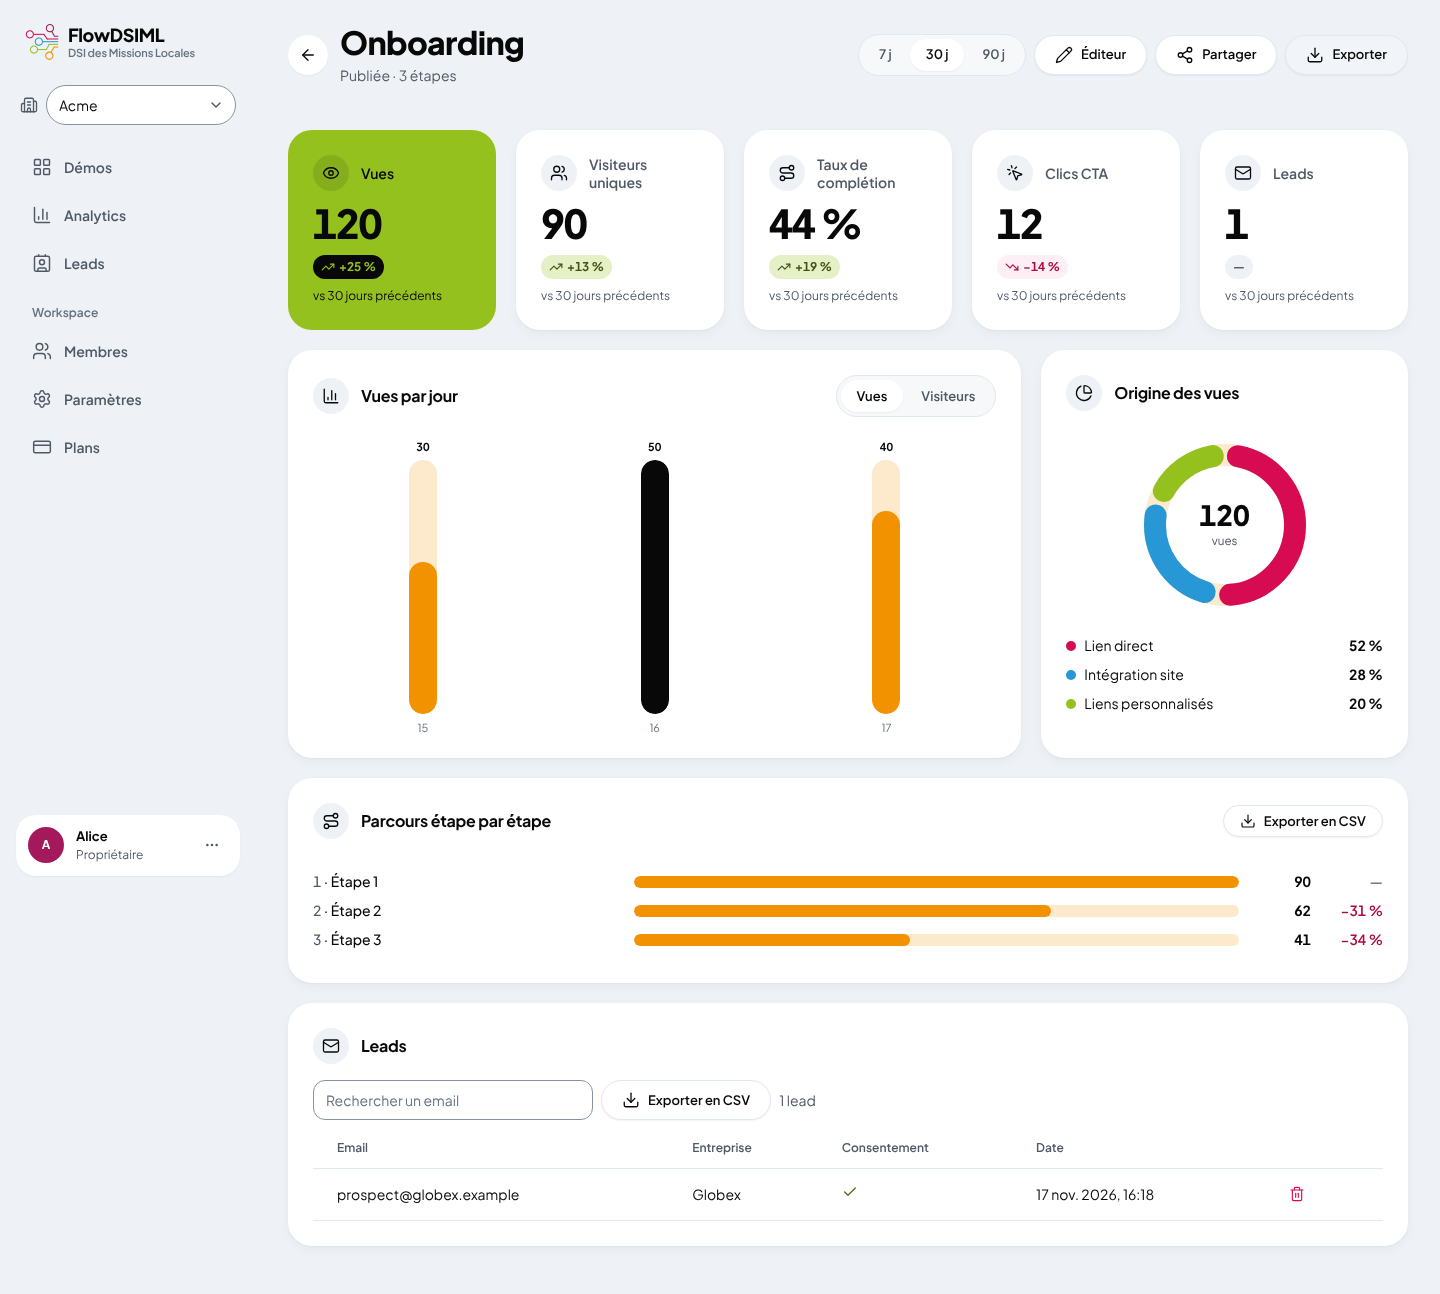 FlowDSIML
DSI des Missions Locales
Acme
Démos
Analytics
Leads
Workspace
Membres
Paramètres
Plans
A
Alice
Propriétaire
Onboarding
Publiée · 3 étapes
7 j
30 j
90 j
Éditeur
Partager
Exporter
Vues
120
+25 %
vs 30 jours précédents
Visiteurs
uniques
90
+13 %
vs 30 jours précédents
Taux de
complétion
44 %
+19 %
vs 30 jours précédents
Clics CTA
12
−14 %
vs 30 jours précédents
Leads
1
—
vs 30 jours précédents
Vues par jour
Vues
Visiteurs
30
50
40
15
16
17
Origine des vues
120
vues
Lien direct 52 %
Intégration site 28 %
Liens personnalisés 20 %
Parcours étape par étape
Exporter en CSV
1 · Étape 1 90 —
2 · Étape 2 62 −31 %
3 · Étape 3 41 −34 %
Leads
Rechercher un email
Exporter en CSV
1 lead
Email Entreprise Consentement Date
prospect@globex.example Globex 17 nov. 2026, 16:18